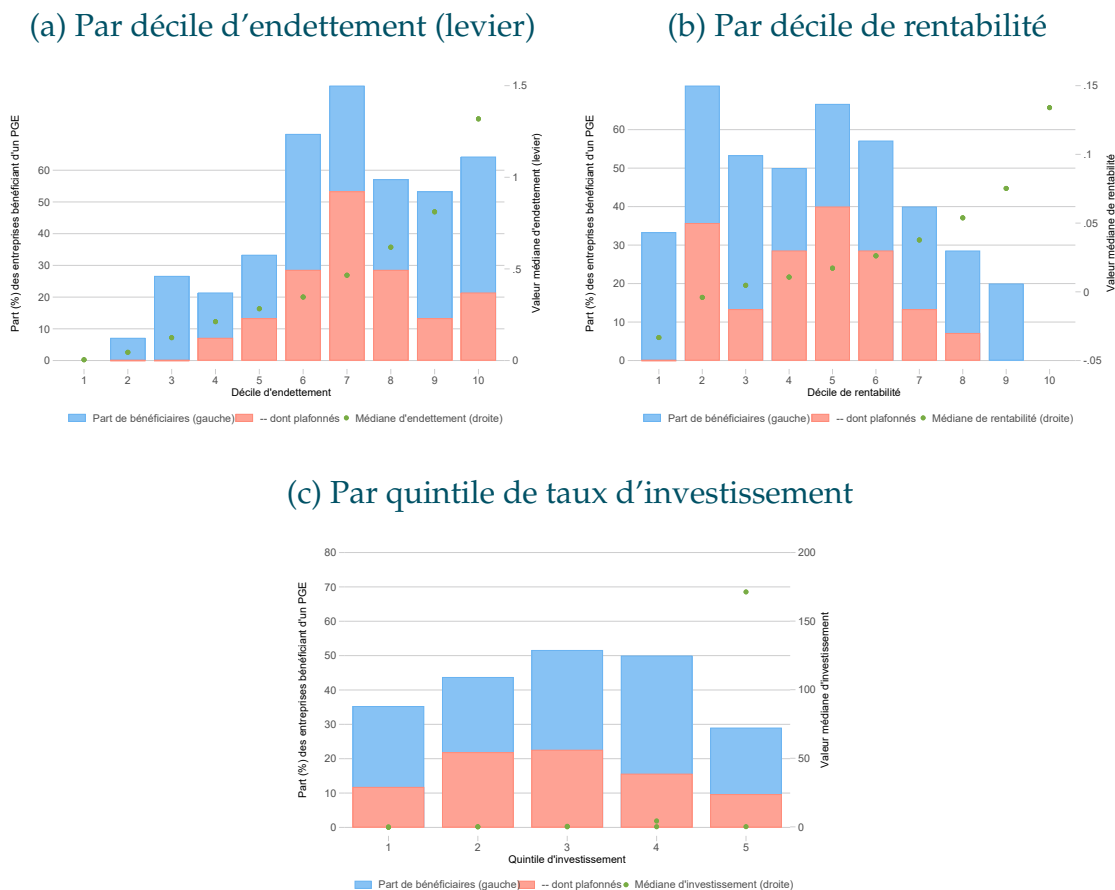 (a) Par décile d'endettement (levier)
Part (%) des entreprises bénéficiant d'un PGE
60
50
40
30
20
10
0
1.5
1
.5
0
Valeur médiane d'endettement (levier)
1 2 3 4 5 6 7 8 9 10
Décile d'endettement
Part de bénéficiaires (gauche) -- dont plafonnés Médiane d'endettement (droite)
(b) Par décile de rentabilité
Part (%) des entreprises bénéficiant d'un PGE
60
50
40
30
20
10
0
.15
.1
.05
0
-.05
Valeur médiane de rentabilité
1 2 3 4 5 6 7 8 9 10
Décile de rentabilité
Part de bénéficiaires (gauche) -- dont plafonnés Médiane de rentabilité (droite)
(c) Par quintile de taux d'investissement
Part (%) des entreprises bénéficiant d'un PGE
80
70
60
50
40
30
20
10
0
200
150
100
50
0
Valeur médiane d'investissement
1 2 3 4 5
Quintile d'investissement
Part de bénéficiaires (gauche) -- dont plafonnés Médiane d'investissement (droite)